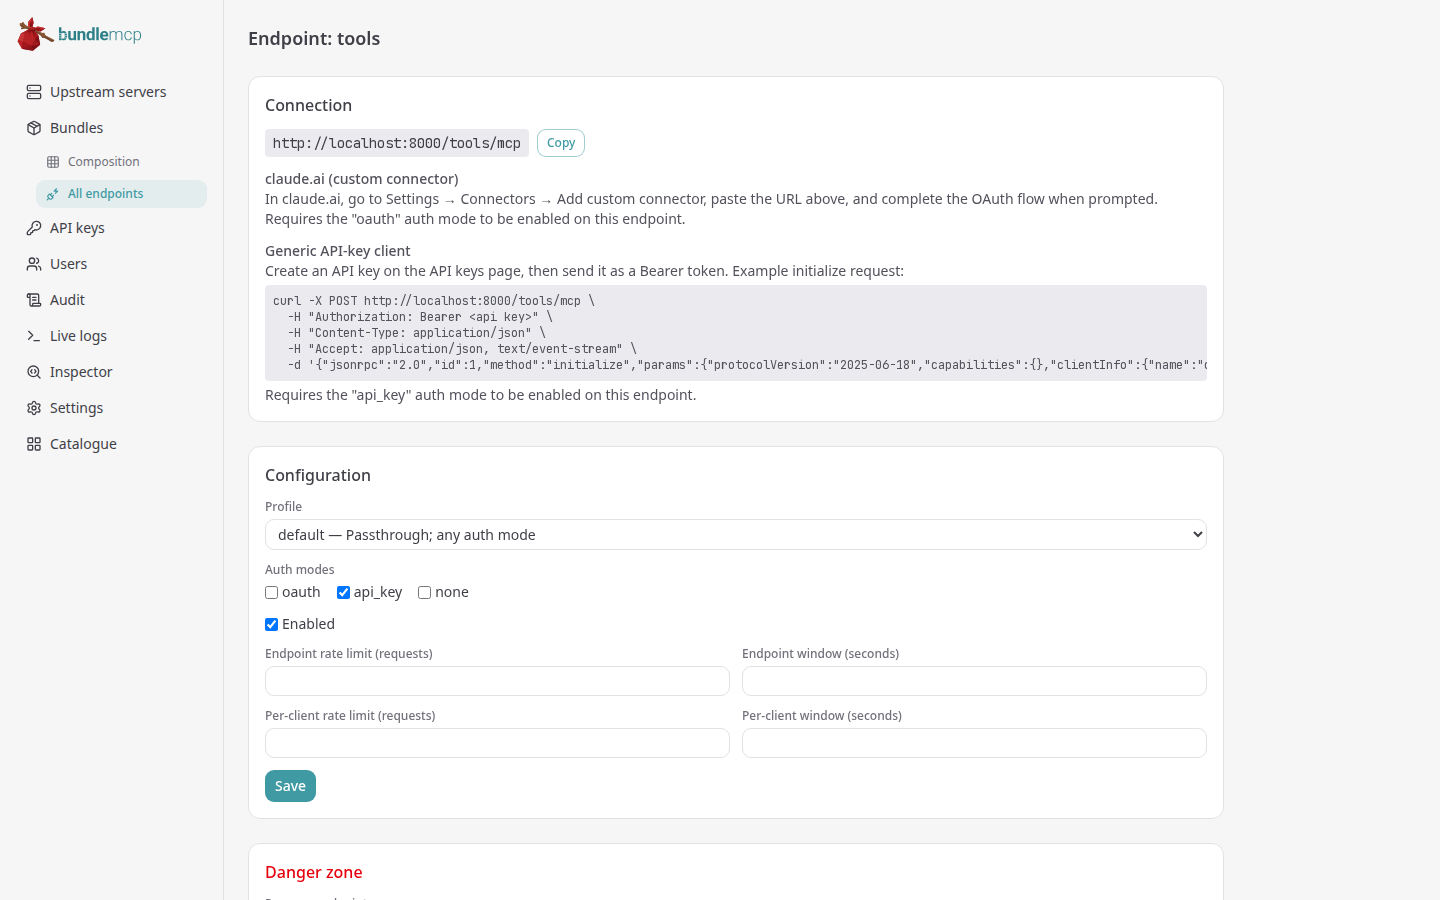 bundlemcp
Upstream servers
Bundles
Composition
All endpoints
API keys
Users
Audit
Live logs
Inspector
Settings
Catalogue
Endpoint: tools
Connection
http://localhost:8000/tools/mcp
Copy
claude.ai (custom connector)
In claude.ai, go to Settings → Connectors → Add custom connector, paste the URL above, and complete the OAuth flow when prompted.
Requires the "oauth" auth mode to be enabled on this endpoint.
Generic API-key client
Create an API key on the API keys page, then send it as a Bearer token. Example initialize request:
curl -X POST http://localhost:8000/tools/mcp \
-H "Authorization: Bearer <api key>" \
-H "Content-Type: application/json" \
-H "Accept: application/json, text/event-stream" \
-d '{"jsonrpc":"2.0","id":1,"method":"initialize","params":{"protocolVersion":"2025-06-18","capabilities":{},"clientInfo":{"name":"
Requires the "api_key" auth mode to be enabled on this endpoint.
Configuration
Profile
default — Passthrough; any auth mode
Auth modes
oauth
api_key
none
Enabled
Endpoint rate limit (requests)
Endpoint window (seconds)
Per-client rate limit (requests)
Per-client window (seconds)
Save
Danger zone